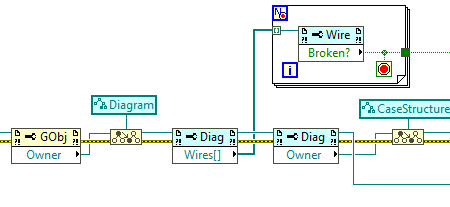 N
Wire
Broken?
i
Diagram
CaseStructure
GObj
Owner
Diag
Wires[]
Diag
Owner